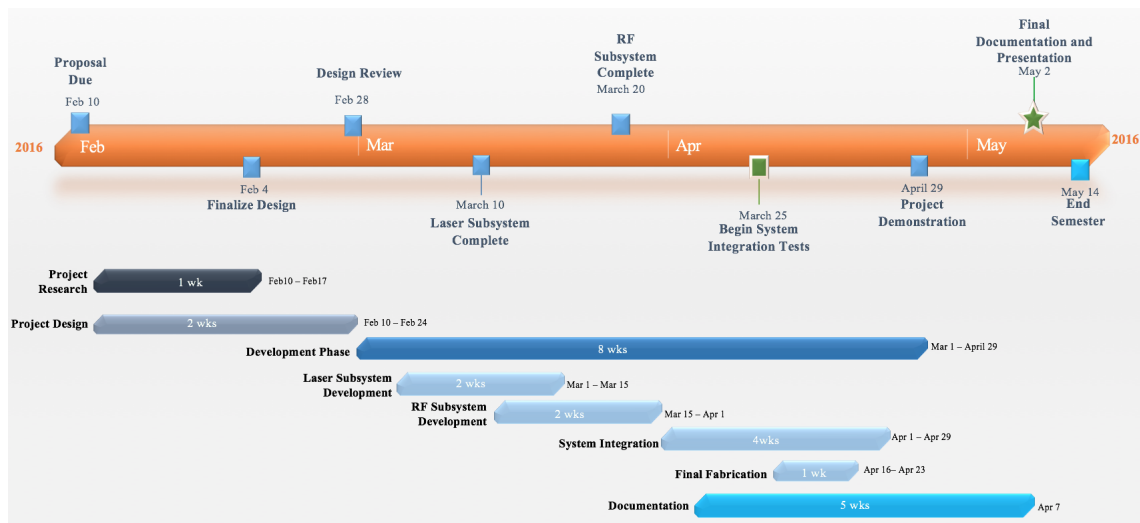 Proposal
Due
Feb 10
Design Review
Feb 28
RF
Subsystem
Complete
March 20
Final
Documentation and
Presentation
May 2
2016
Feb
Mar
Apr
May
2016
Feb 4
Finalize Design
March 10
Laser Subsystem
Complete
March 25
Begin System
Integration Tests
April 29
Project
Demonstration
May 14
End
Semester
Project
Research
1 wk
Feb10 – Feb17
Project Design
2 wks
Feb 10 – Feb 24
Development Phase
8 wks
Mar 1 – April 29
Laser Subsystem
Development
2 wks
Mar 1 – Mar 15
RF Subsystem
Development
2 wks
Mar 15 – Apr 1
System Integration
4wks
Apr 1 – Apr 29
Final Fabrication
1 wk
Apr 16– Apr 23
Documentation
5 wks
Apr 7